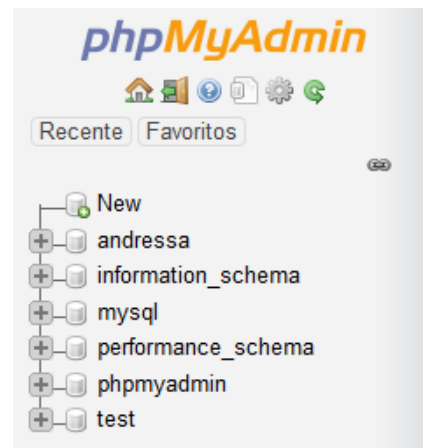 phpMyAdmin
Recente Favoritos
New
andressa
information_schema
mysql
performance_schema
phpmyadmin
test